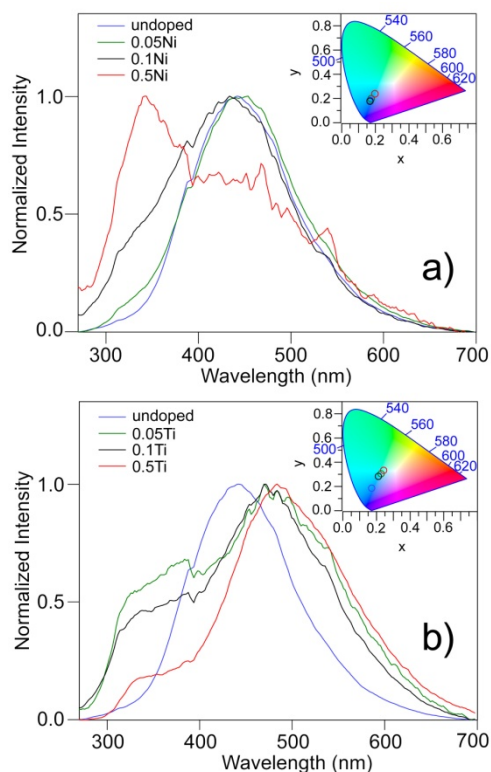 undoped
0.05Ni
0.1Ni
0.5Ni
0.8
0.6
0.4
0.2
0.0
y
0.0 0.2 0.4 0.6
x
500
540
560
580
600
620
1.0
0.5
0.0
Normalized Intensity
a)
300 400 500 600 700
Wavelength (nm)
undoped
0.05Ti
0.1Ti
0.5Ti
0.8
0.6
0.4
0.2
0.0
y
0.0 0.2 0.4 0.6
x
500
540
560
580
600
620
1.0
0.5
0.0
Normalized Intensity
b)
300 400 500 600 700
Wavelength (nm)